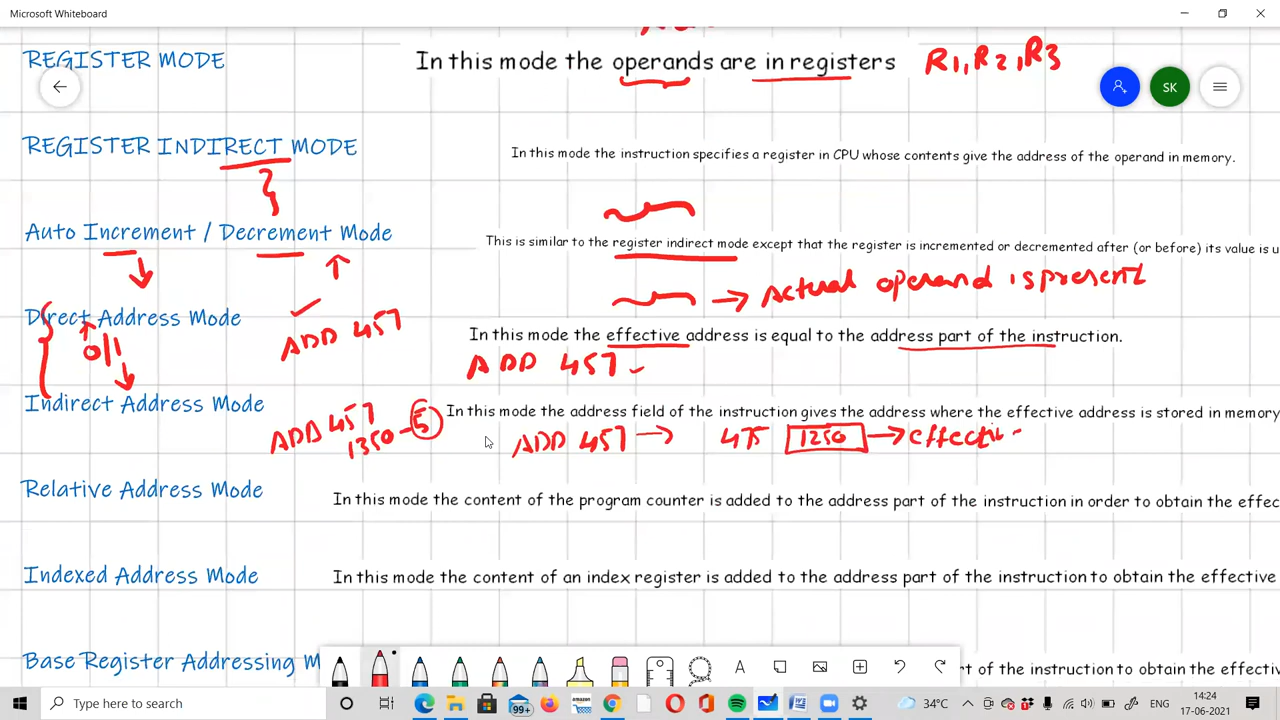 Microsoft Whiteboard
REGISTER MODE
In this mode the operands are in registers
R1, R2, R3
SK
REGISTER INDIRECT MODE
In this mode the instruction specifies a register in CPU whose contents give the address of the operand in memory.
Auto Increment / Decrement Mode
This is similar to the register indirect mode except that the register is incremented or decremented after (or before) its value is u
Actual operand is present
Direct Address Mode
ADD 457
0/1
In this mode the effective address is equal to the address part of the instruction.
ADD 457
Indirect Address Mode
ADD 457
1350 - 5
In this mode the address field of the instruction gives the address where the effective address is stored in memory
ADD 457 → 475 1250 → effecti
Relative Address Mode
In this mode the content of the program counter is added to the address part of the instruction in order to obtain the effec
Indexed Address Mode
In this mode the content of an index register is added to the address part of the instruction to obtain the effective
Base Register Addressing M
t of the instruction to obtain the effective
A
Type here to search
99+
amazon
34°C
14:24
17-06-2021